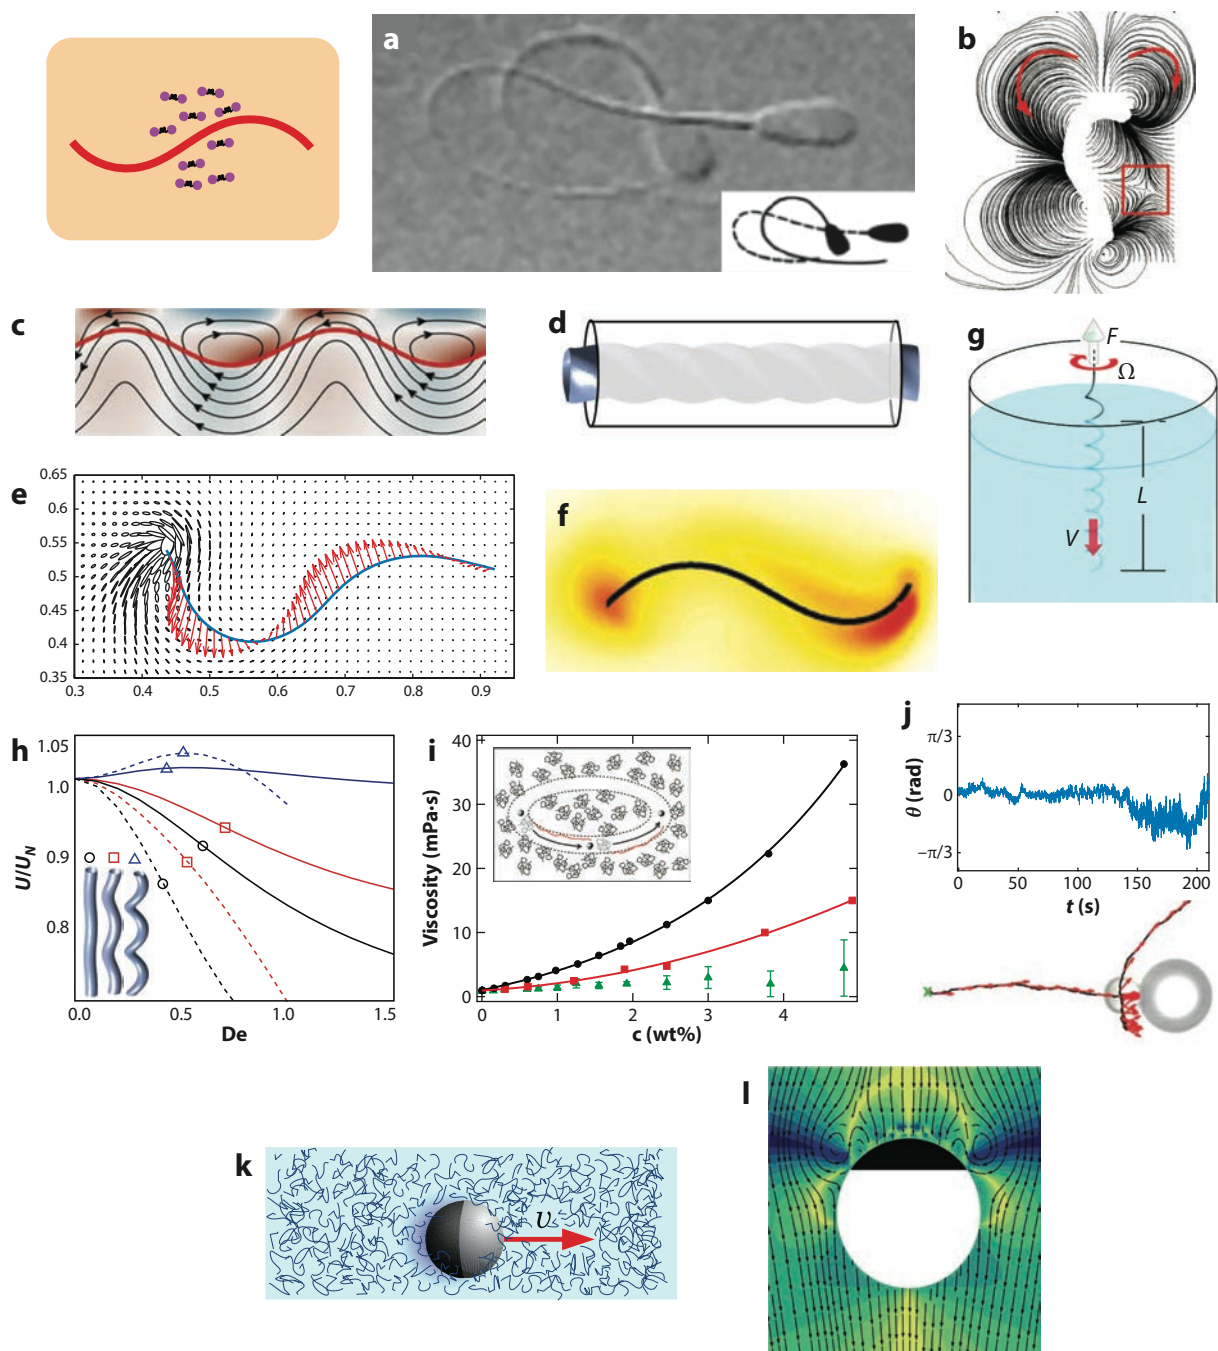 a
b
c
d
g
F
Ω
L
V
e
0.65
0.6
0.55
0.5
0.45
0.4
0.35
0.3
0.4
0.5
0.6
0.7
0.8
0.9
f
h
1.05
1.0
0.9
0.8
U/U_N
0.0
0.5
1.0
1.5
De
i
40
30
20
10
0
Viscosity (mPa·s)
0
1
2
3
4
c (wt%)
j
π/3
0
−π/3
θ (rad)
0
50
100
150
200
t (s)
k
υ
l